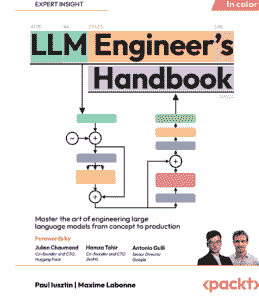 EXPERT INSIGHT
In color
LLM Engineer's
Handbook
Master the art of engineering large
language models from concept to production
Forewords by
Julien Chaumond
Co-founder and CTO,
Hugging Face
Hamza Tahir
Co-founder and CTO
ZenML
Antonio Gulli
Senior Director
Google
Paul Iusztin | Maxime Labonne
<packt>